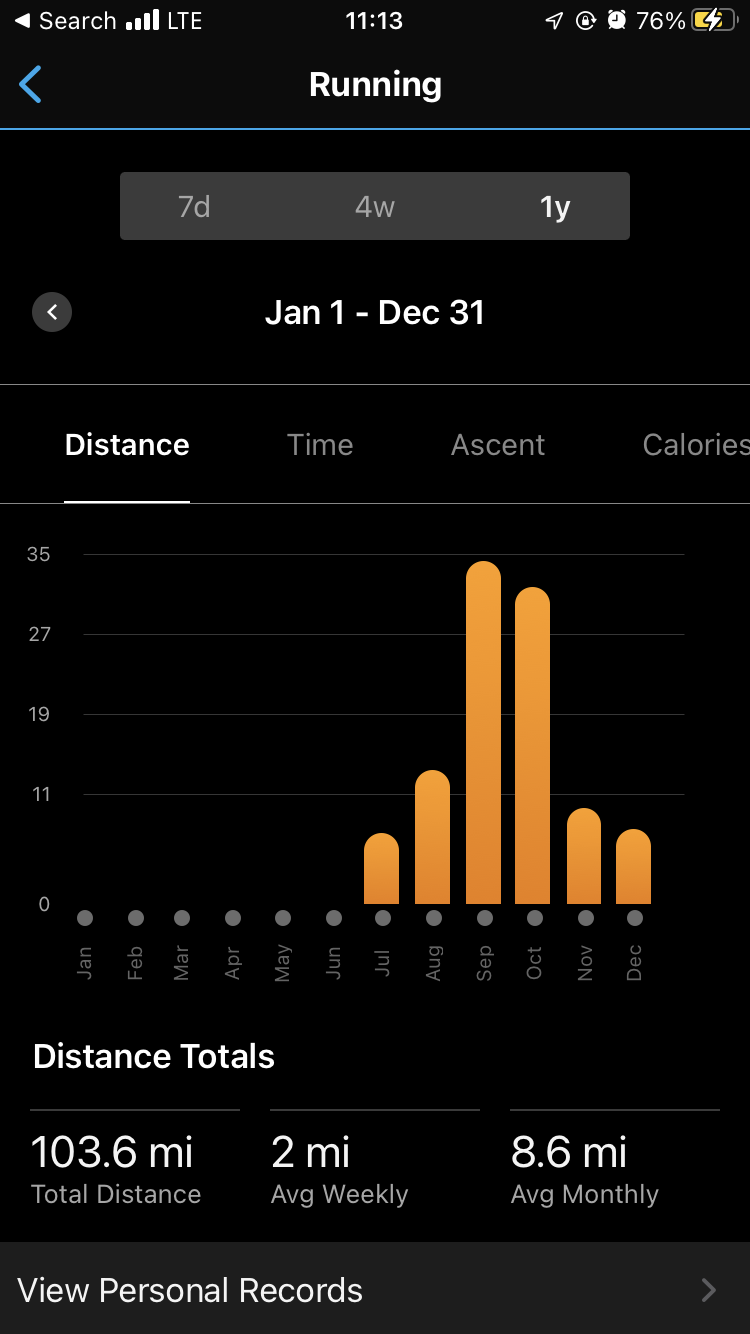 Search LTE 11:13 76%
Running
7d 4w 1y
Jan 1 - Dec 31
Distance Time Ascent Calories
35
27
19
11
0
Jan Feb Mar Apr May Jun Jul Aug Sep Oct Nov Dec
Distance Totals
103.6 mi 2 mi 8.6 mi
Total Distance Avg Weekly Avg Monthly
View Personal Records